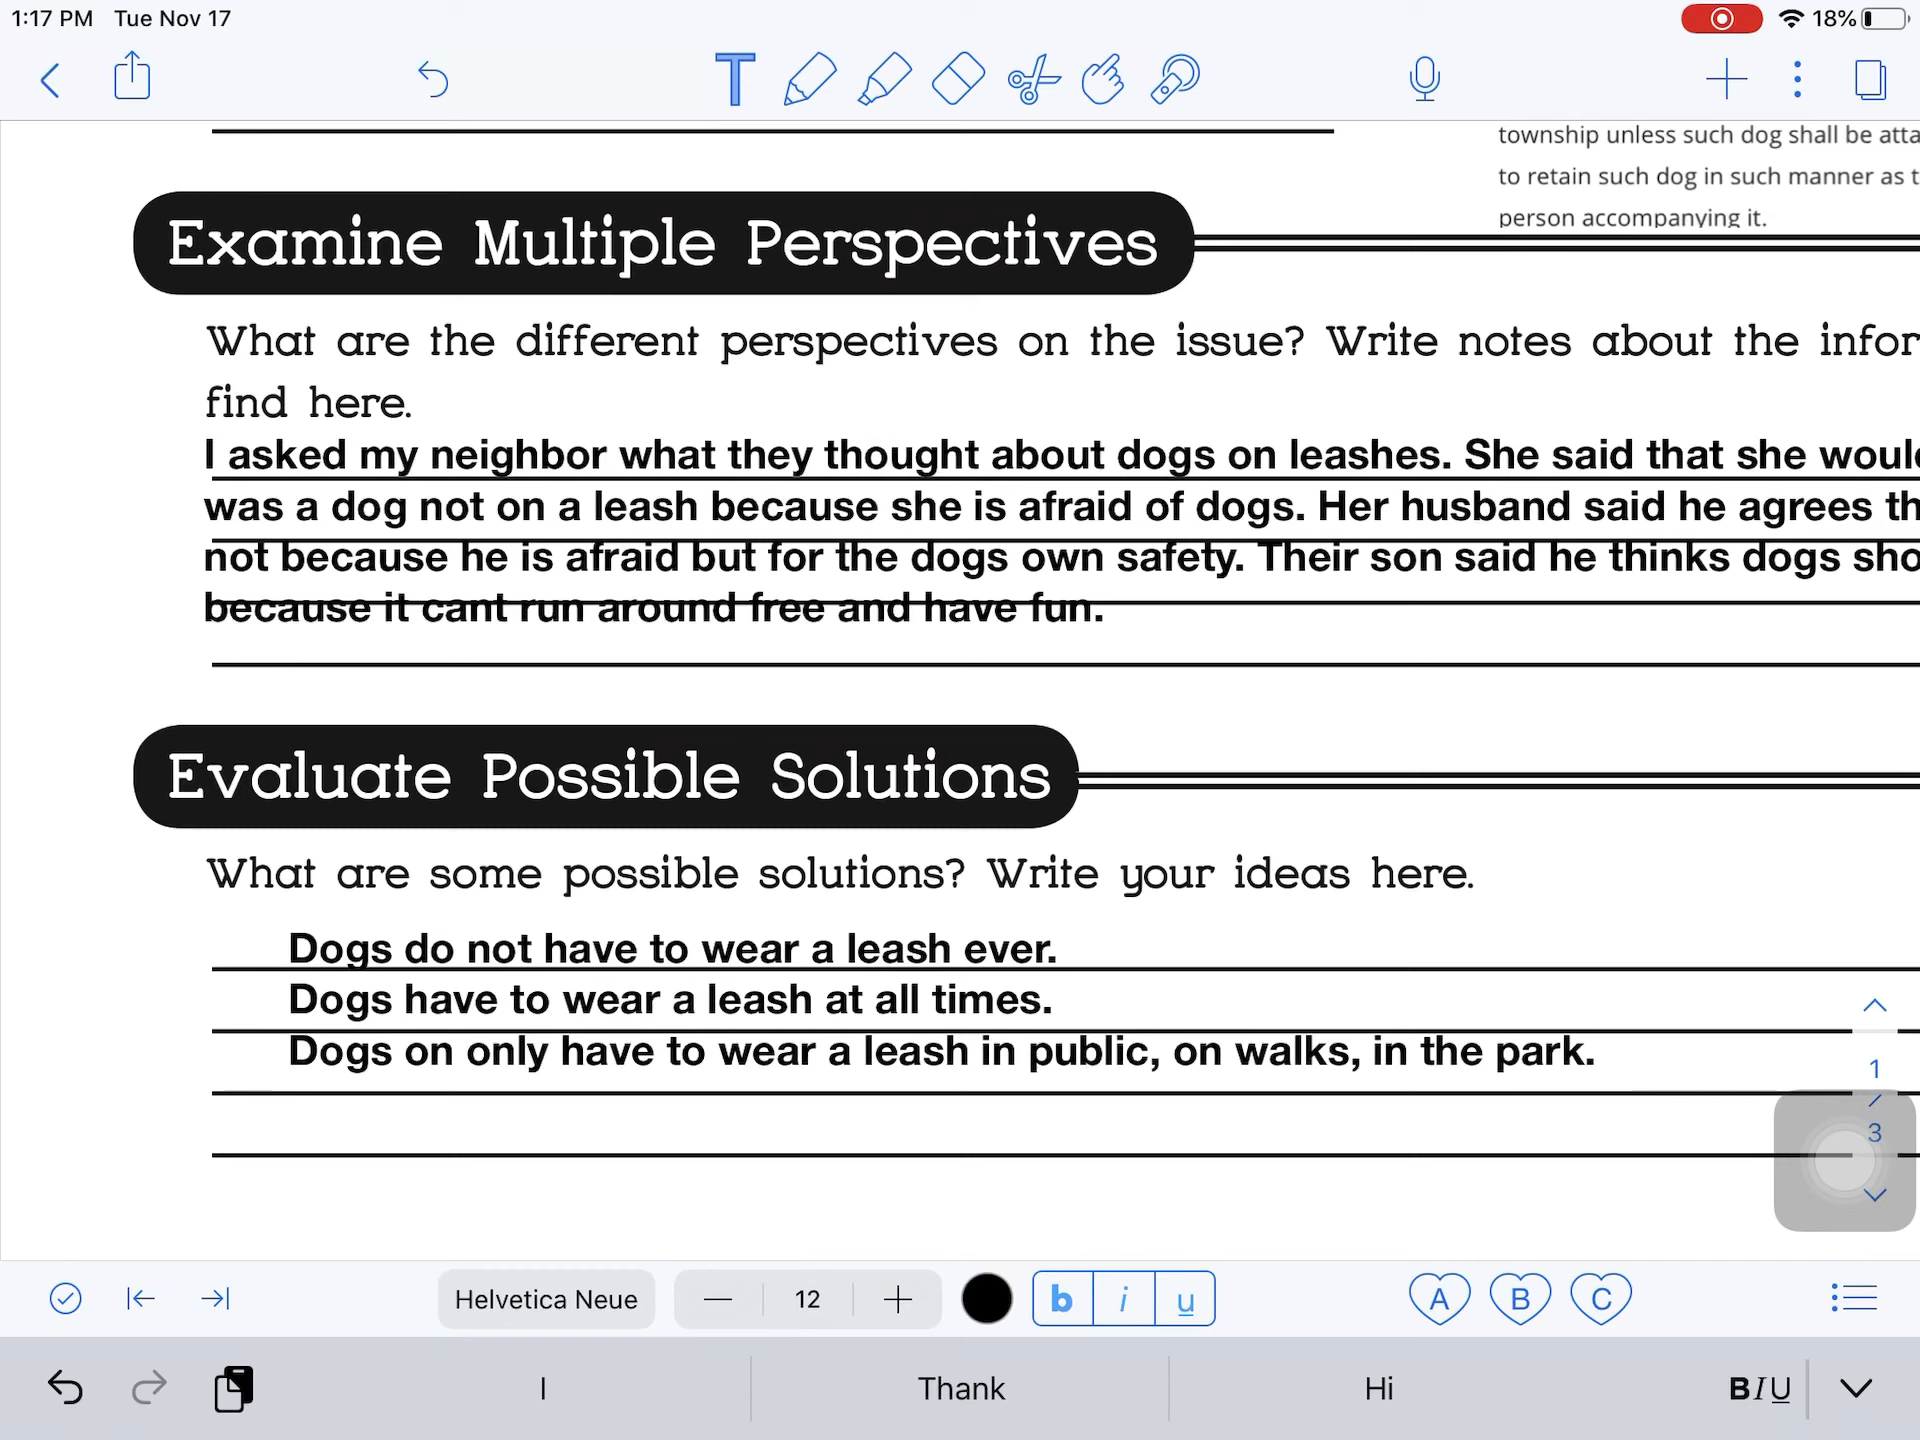 1:17 PM Tue Nov 17
18%
T
township unless such dog shall be atta
to retain such dog in such manner as t
person accompanying it.
Examine Multiple Perspectives
What are the different perspectives on the issue? Write notes about the infor
find here.
I asked my neighbor what they thought about dogs on leashes. She said that she would
was a dog not on a leash because she is afraid of dogs. Her husband said he agrees th
not because he is afraid but for the dogs own safety. Their son said he thinks dogs sho
because it cant run around free and have fun.
Evaluate Possible Solutions
What are some possible solutions? Write your ideas here.
Dogs do not have to wear a leash ever.
Dogs have to wear a leash at all times.
Dogs on only have to wear a leash in public, on walks, in the park.
1
/
3
Helvetica Neue
12
b i u
A B C
I
Thank
Hi
BIU